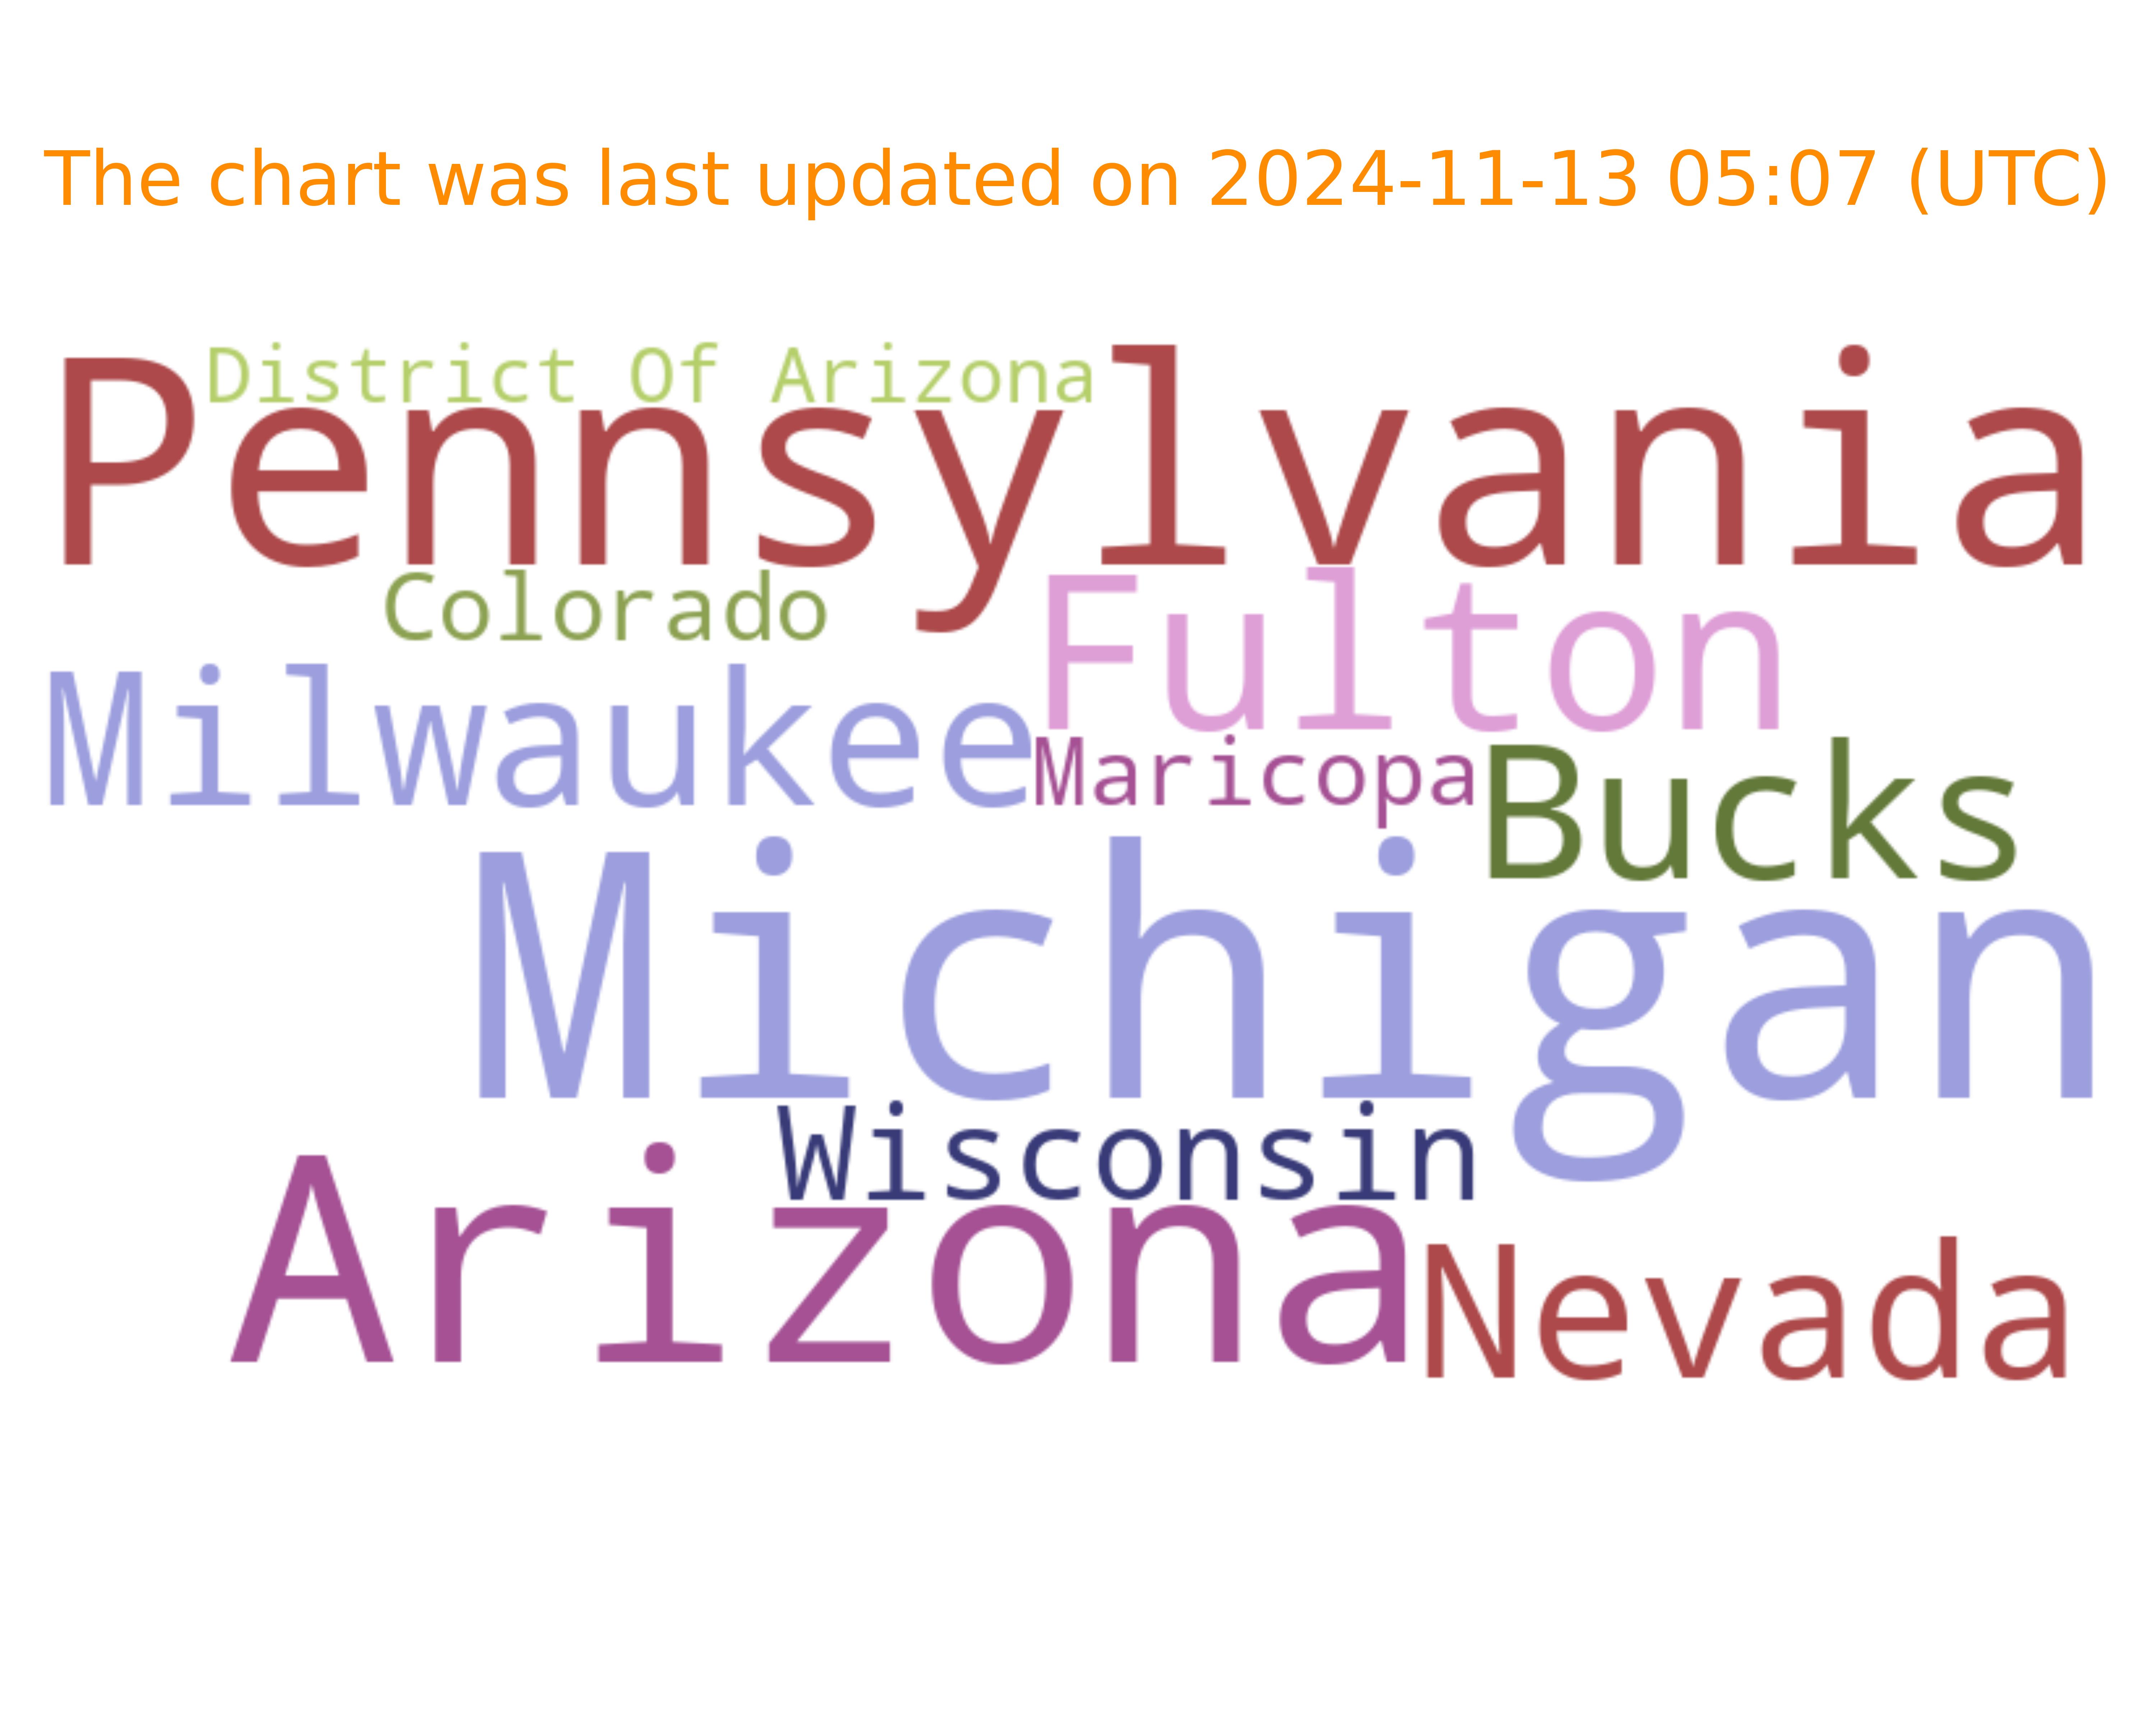 The chart was last updated on 2024-11-13 05:07 (UTC)
District Of Arizona
Pennsylvania
Colorado
Fulton
Milwaukee
Maricopa
Bucks
Michigan
Wisconsin
Arizona
Nevada